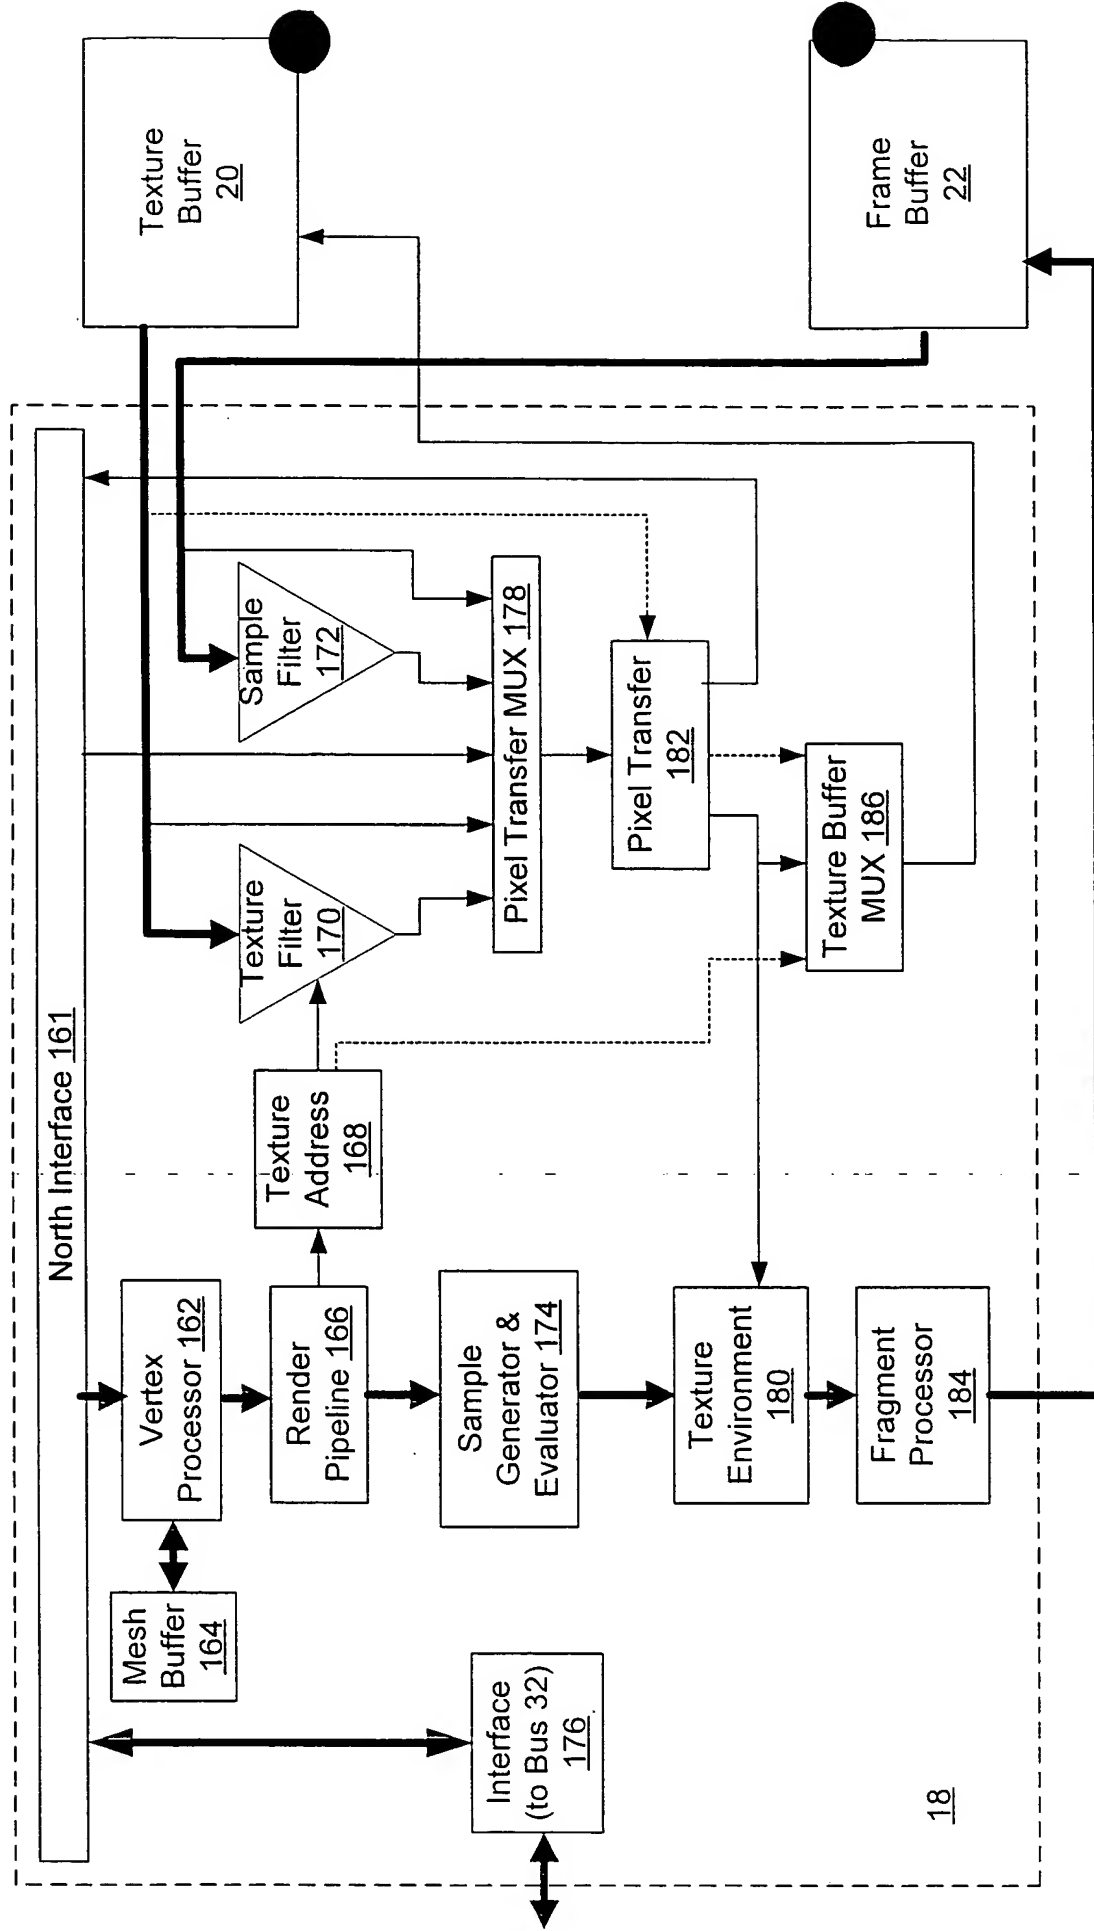 North Interface 161
Mesh
Buffer
164
Vertex
Processor 162
Render
Pipeline 166
Texture
Address
168
Texture
Filter
170
Sample
Filter
172
Texture
Buffer
20
Interface
(to Bus 32)
176
Sample
Generator &
Evaluator 174
Pixel Transfer MUX 178
Texture
Environment
180
Pixel Transfer
182
Fragment
Processor
184
Texture Buffer
MUX 186
Frame
Buffer
22
18